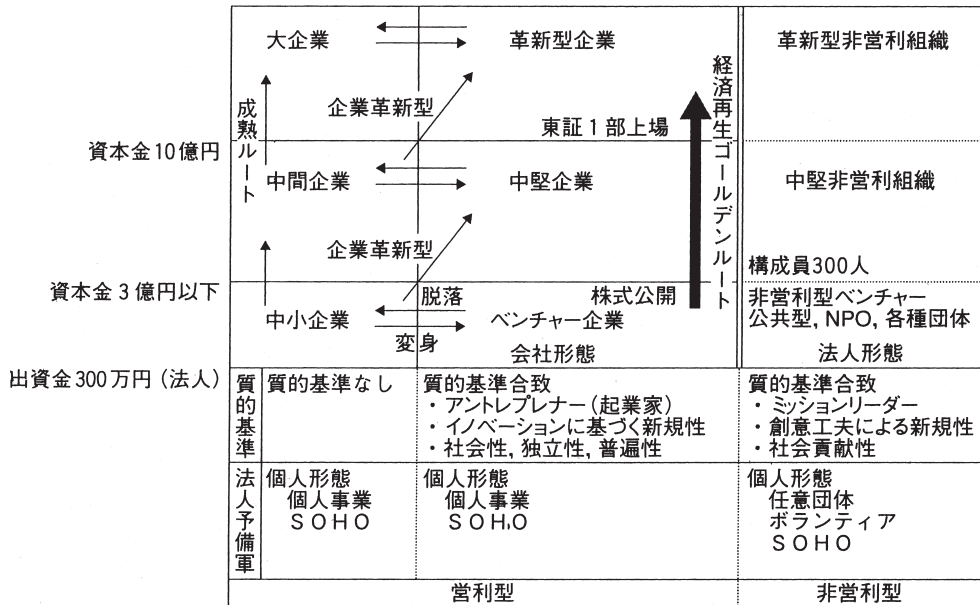 大企業
革新型企業
革新型非営利組織
成熟ルート
企業革新型
東証1部上場
経済再生ゴールデンルート
資本金10億円
中間企業
中堅企業
中堅非営利組織
企業革新型
構成員300人
資本金3億円以下
脱落
株式公開
非営利型ベンチャー
公共型, NPO, 各種団体
中小企業
ベンチャー企業
変身
会社形態
法人形態
出資金300万円(法人)
質的基準
質的基準なし
質的基準合致
・アントレプレナー(起業家)
・イノベーションに基づく新規性
・社会性, 独立性, 普遍性
質的基準合致
・ミッションリーダー
・創意工夫による新規性
・社会貢献性
法人予備軍
個人形態
個人事業
SOHO
個人形態
個人事業
SOHO
個人形態
任意団体
ボランティア
SOHO
営利型
非営利型